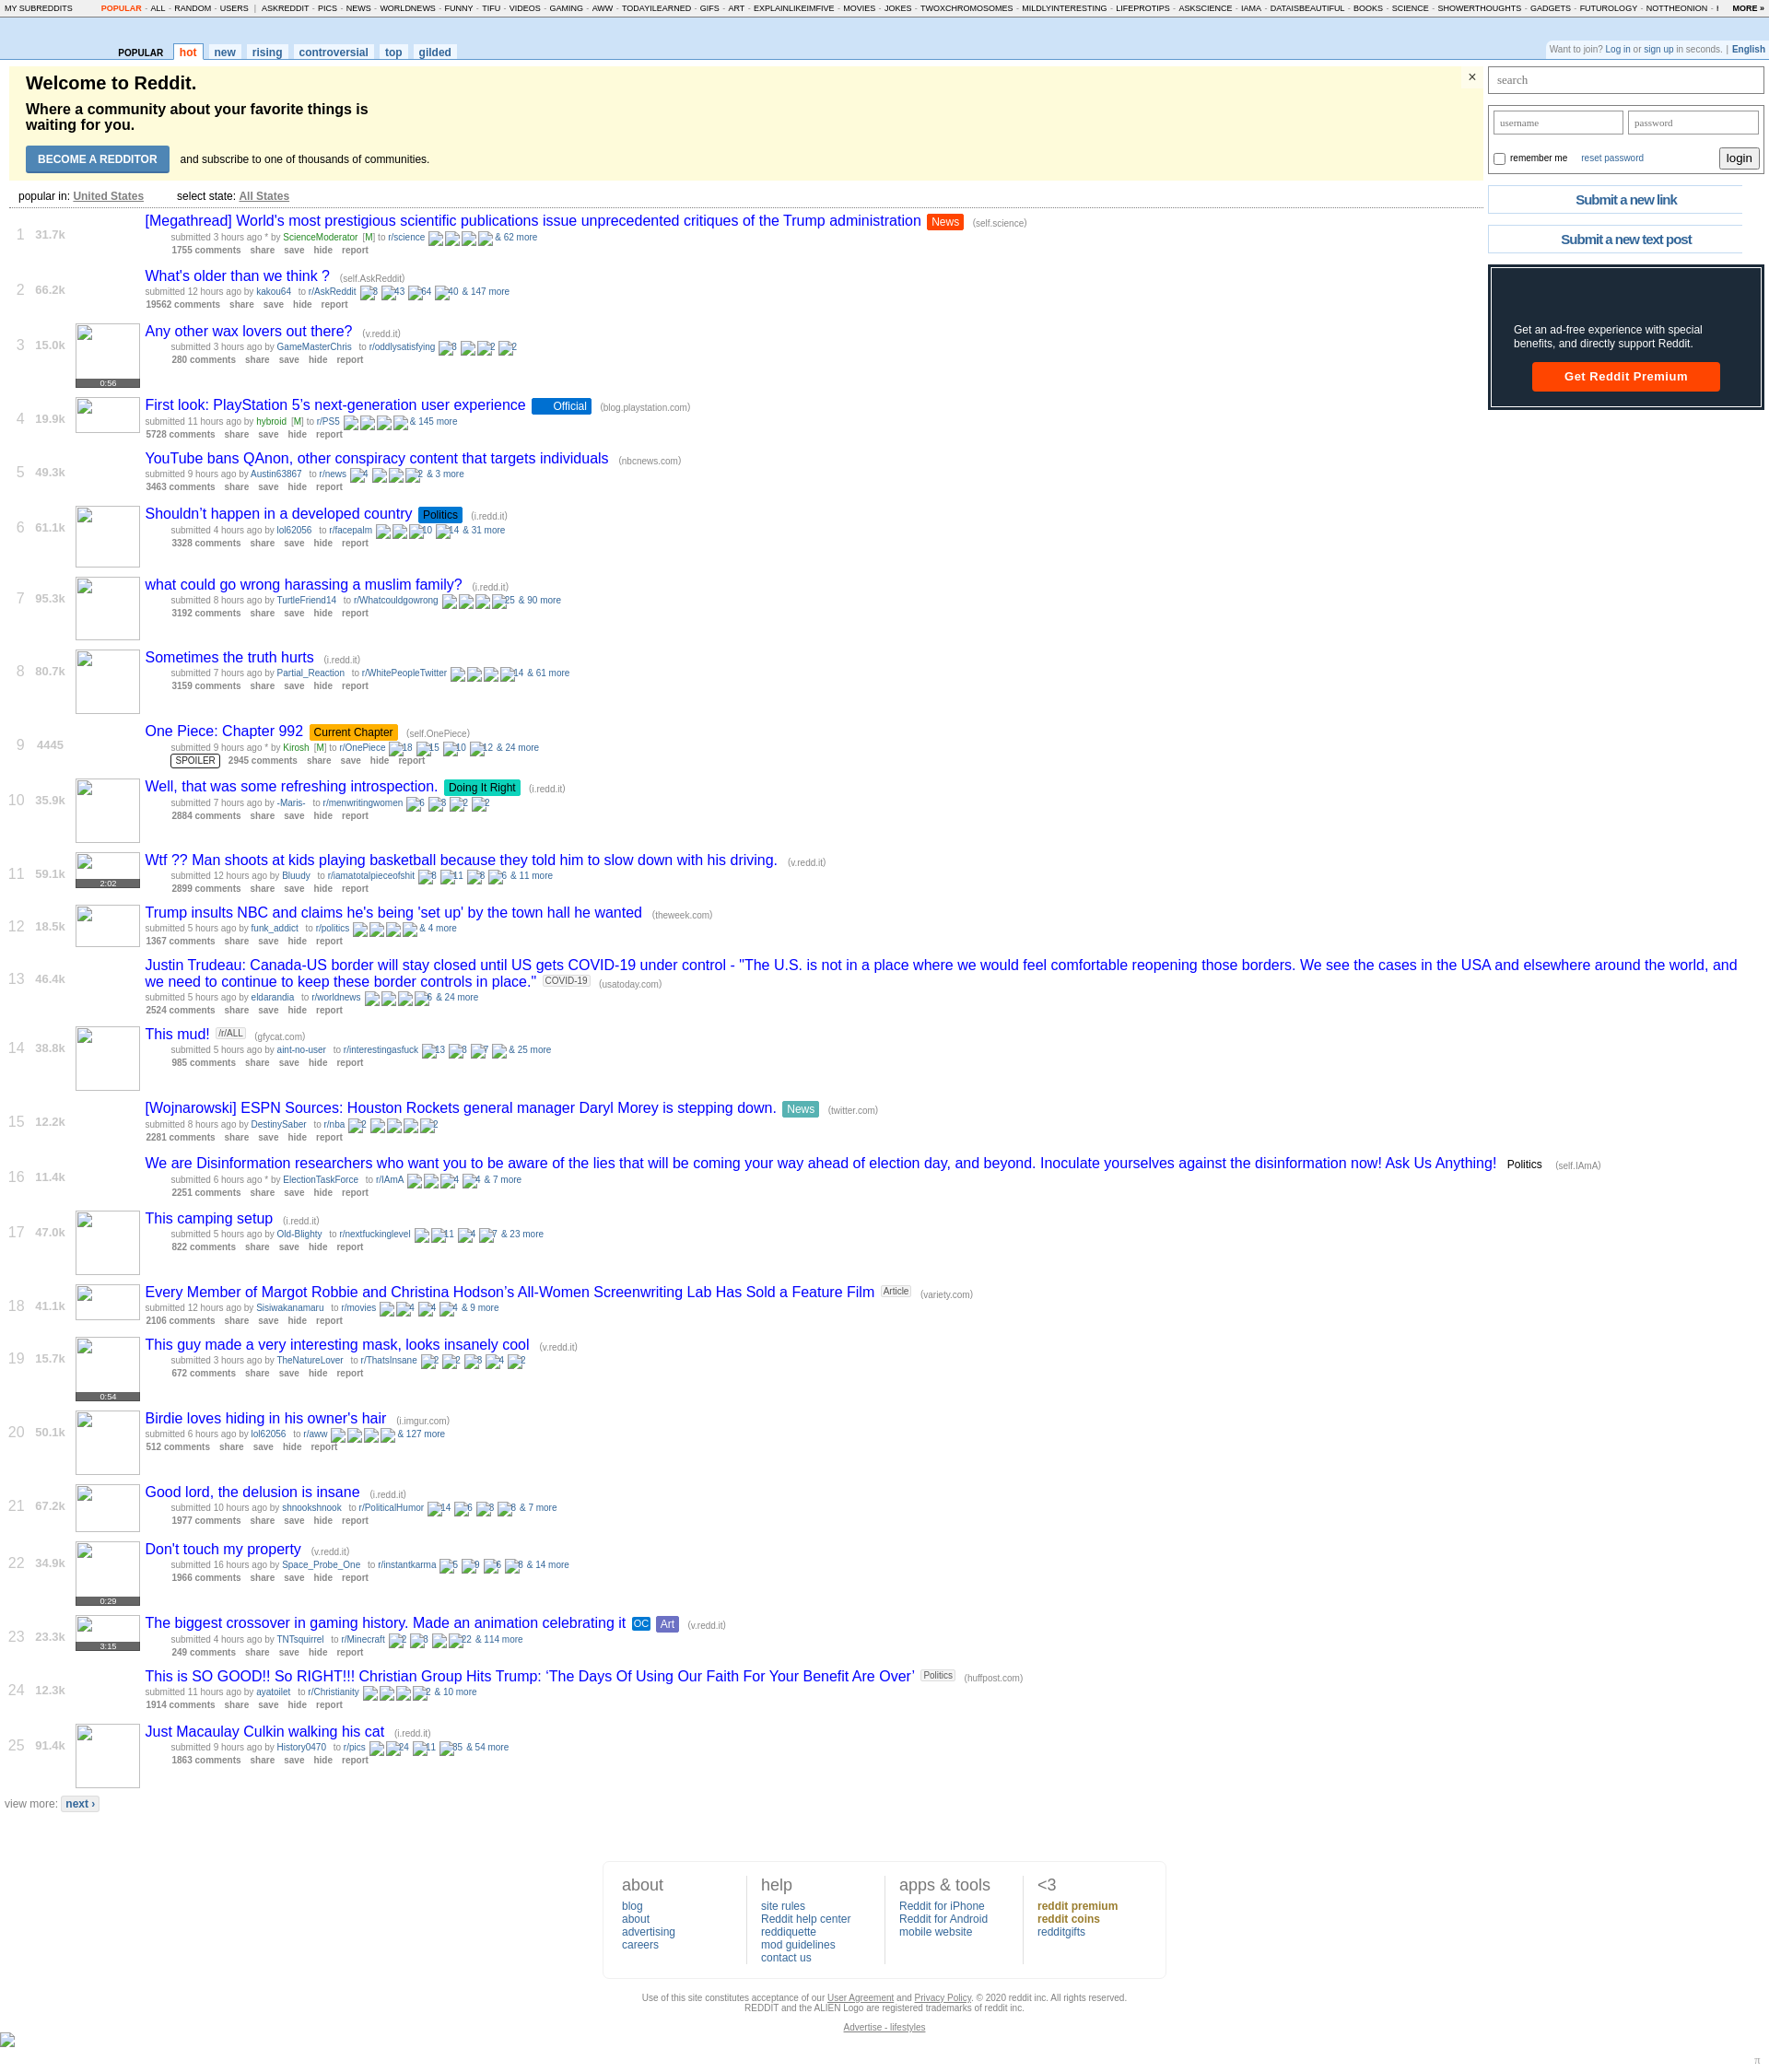 MY SUBREDDITS POPULAR - ALL - RANDOM - USERS | ASKREDDIT - PICS - NEWS - WORLDNEWS - FUNNY - TIFU - VIDEOS - GAMING - AWW - TODAYILEARNED - GIFS - ART - EXPLAINLIKEIMFIVE - MOVIES - JOKES - TWOXCHROMOSOMES - MILDLYINTERESTING - LIFEPROTIPS - ASKSCIENCE - IAMA - DATAISBEAUTIFUL - BOOKS - SCIENCE - SHOWERTHOUGHTS - GADGETS - FUTUROLOGY - NOTTHEONION - MORE »
POPULAR hot new rising controversial top gilded
Want to join? Log in or sign up in seconds. | English
Welcome to Reddit.
×
Where a community about your favorite things is
waiting for you.
BECOME A REDDITOR and subscribe to one of thousands of communities.
search
username password
remember me reset password login
Submit a new link
Submit a new text post
Get an ad-free experience with special
benefits, and directly support Reddit.
Get Reddit Premium
popular in: United States select state: All States
1 31.7k [Megathread] World's most prestigious scientific publications issue unprecedented critiques of the Trump administration News (self.science)
submitted 3 hours ago * by ScienceModerator [M] to r/science & 62 more
1755 comments share save hide report
2 66.2k What's older than we think ? (self.AskReddit)
submitted 12 hours ago by kakou64 to r/AskReddit 3 43 64 40 & 147 more
19562 comments share save hide report
3 15.0k Any other wax lovers out there? (v.redd.it)
submitted 3 hours ago by GameMasterChris to r/oddlysatisfying 3 2 2
280 comments share save hide report
0:56
4 19.9k First look: PlayStation 5's next-generation user experience Official (blog.playstation.com)
submitted 11 hours ago by hybroid [M] to r/PS5 & 145 more
5728 comments share save hide report
5 49.3k YouTube bans QAnon, other conspiracy content that targets individuals (nbcnews.com)
submitted 9 hours ago by Austin63867 to r/news 4 2 & 3 more
3463 comments share save hide report
6 61.1k Shouldn’t happen in a developed country Politics (i.redd.it)
submitted 4 hours ago by lol62056 to r/facepalm 10 14 & 31 more
3328 comments share save hide report
7 95.3k what could go wrong harassing a muslim family? (i.redd.it)
submitted 8 hours ago by TurtleFriend14 to r/Whatcouldgowrong 25 & 90 more
3192 comments share save hide report
8 80.7k Sometimes the truth hurts (i.redd.it)
submitted 7 hours ago by Partial_Reaction to r/WhitePeopleTwitter 14 & 61 more
3159 comments share save hide report
9 4445 One Piece: Chapter 992 Current Chapter (self.OnePiece)
submitted 9 hours ago * by Kirosh [M] to r/OnePiece 18 15 10 12 & 24 more
SPOILER 2945 comments share save hide report
10 35.9k Well, that was some refreshing introspection. Doing It Right (i.redd.it)
submitted 7 hours ago by -Maris- to r/menwritingwomen 6 3 2 2
2884 comments share save hide report
11 59.1k Wtf ?? Man shoots at kids playing basketball because they told him to slow down with his driving. (v.redd.it)
submitted 12 hours ago by Bluudy to r/iamatotalpieceofshit 3 11 3 6 & 11 more
2:02
2899 comments share save hide report
12 18.5k Trump insults NBC and claims he's being 'set up' by the town hall he wanted (theweek.com)
submitted 5 hours ago by funk_addict to r/politics & 4 more
1367 comments share save hide report
13 46.4k Justin Trudeau: Canada-US border will stay closed until US gets COVID-19 under control - "The U.S. is not in a place where we would feel comfortable reopening those borders. We see the cases in the USA and elsewhere around the world, and
we need to continue to keep these border controls in place." COVID-19 (usatoday.com)
submitted 5 hours ago by eldarandia to r/worldnews 6 & 24 more
2524 comments share save hide report
14 38.8k This mud! /r/ALL (gfycat.com)
submitted 5 hours ago by aint-no-user to r/interestingasfuck 13 3 7 & 25 more
985 comments share save hide report
15 12.2k [Wojnarowski] ESPN Sources: Houston Rockets general manager Daryl Morey is stepping down. News (twitter.com)
submitted 8 hours ago by DestinySaber to r/nba 2 2
2281 comments share save hide report
16 11.4k We are Disinformation researchers who want you to be aware of the lies that will be coming your way ahead of election day, and beyond. Inoculate yourselves against the disinformation now! Ask Us Anything! Politics (self.IAmA)
submitted 6 hours ago * by ElectionTaskForce to r/IAmA 4 4 & 7 more
2251 comments share save hide report
17 47.0k This camping setup (i.redd.it)
submitted 5 hours ago by Old-Blighty to r/nextfuckinglevel 11 4 7 & 23 more
822 comments share save hide report
18 41.1k Every Member of Margot Robbie and Christina Hodson’s All-Women Screenwriting Lab Has Sold a Feature Film Article (variety.com)
submitted 12 hours ago by Sisiwakanamaru to r/movies 4 4 4 & 9 more
2106 comments share save hide report
19 15.7k This guy made a very interesting mask, looks insanely cool (v.redd.it)
submitted 3 hours ago by TheNatureLover to r/ThatsInsane 2 2 3 4 2
672 comments share save hide report
0:54
20 50.1k Birdie loves hiding in his owner's hair (i.imgur.com)
submitted 6 hours ago by lol62056 to r/aww & 127 more
512 comments share save hide report
21 67.2k Good lord, the delusion is insane (i.redd.it)
submitted 10 hours ago by shnookshnook to r/PoliticalHumor 14 6 3 8 & 7 more
1977 comments share save hide report
22 34.9k Don't touch my property (v.redd.it)
submitted 16 hours ago by Space_Probe_One to r/instantkarma 5 9 6 8 & 14 more
1966 comments share save hide report
0:29
23 23.3k The biggest crossover in gaming history. Made an animation celebrating it OC Art (v.redd.it)
submitted 4 hours ago by TNTsquirrel to r/Minecraft 2 3 22 & 114 more
3:15
249 comments share save hide report
24 12.3k This is SO GOOD!! So RIGHT!!! Christian Group Hits Trump: ‘The Days Of Using Our Faith For Your Benefit Are Over’ Politics (huffpost.com)
submitted 11 hours ago by ayatoilet to r/Christianity 2 & 10 more
1914 comments share save hide report
25 91.4k Just Macaulay Culkin walking his cat (i.redd.it)
submitted 9 hours ago by History0470 to r/pics 24 11 35 & 54 more
1863 comments share save hide report
view more: next ›
about help apps & tools <3
blog site rules Reddit for iPhone reddit premium
about Reddit help center Reddit for Android reddit coins
advertising reddiquette mobile website redditgifts
careers mod guidelines
contact us
Use of this site constitutes acceptance of our User Agreement and Privacy Policy. © 2020 reddit inc. All rights reserved.
REDDIT and the ALIEN Logo are registered trademarks of reddit inc.
Advertise - lifestyles
π